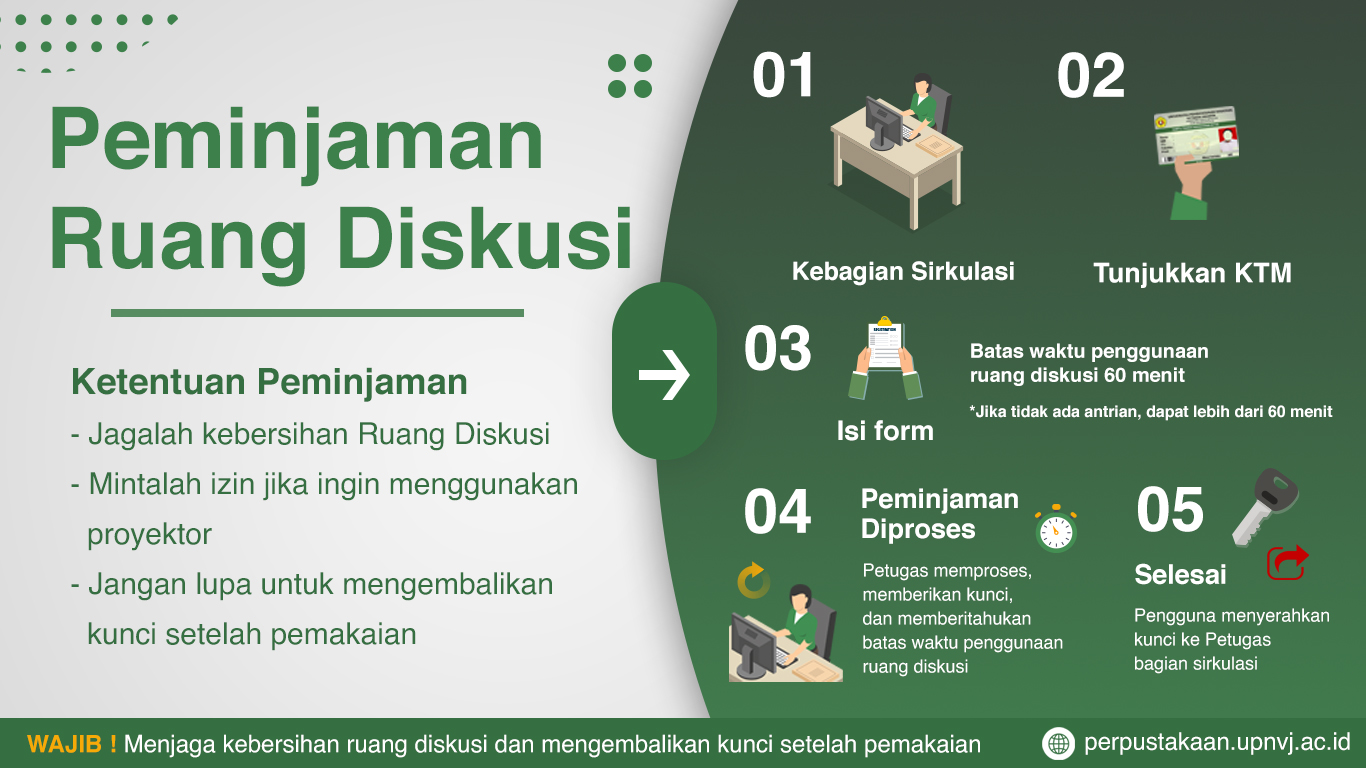 Peminjaman
Ruang Diskusi
Ketentuan Peminjaman
- Jagalah kebersihan Ruang Diskusi
- Mintalah izin jika ingin menggunakan
proyektor
- Jangan lupa untuk mengembalikan
kunci setelah pemakaian
01
Kebagian Sirkulasi
02
Tunjukkan KTM
03
REGISTRATION
Isi form
Batas waktu penggunaan
ruang diskusi 60 menit
*Jika tidak ada antrian, dapat lebih dari 60 menit
04
Peminjaman
Diproses
Petugas memproses,
memberikan kunci,
dan memberitahukan
batas waktu penggunaan
ruang diskusi
05
Selesai
Pengguna menyerahkan
kunci ke Petugas
bagian sirkulasi
WAJIB ! Menjaga kebersihan ruang diskusi dan mengembalikan kunci setelah pemakaian
perpustakaan.upnvj.ac.id